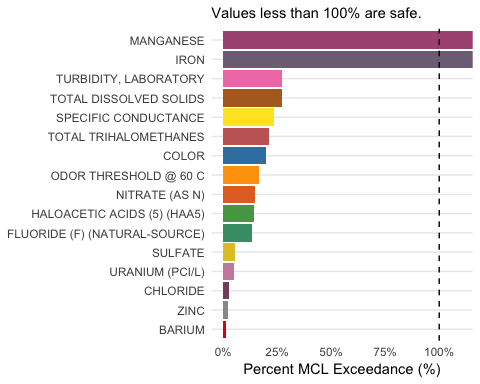 Values less than 100% are safe.
MANGANESE
IRON
TURBIDITY, LABORATORY
TOTAL DISSOLVED SOLIDS
SPECIFIC CONDUCTANCE
TOTAL TRIHALOMETHANES
COLOR
ODOR THRESHOLD @ 60 C
NITRATE (AS N)
HALOACETIC ACIDS (5) (HAA5)
FLUORIDE (F) (NATURAL-SOURCE)
SULFATE
URANIUM (PCI/L)
CHLORIDE
ZINC
BARIUM
0% 25% 50% 75% 100%
Percent MCL Exceedance (%)